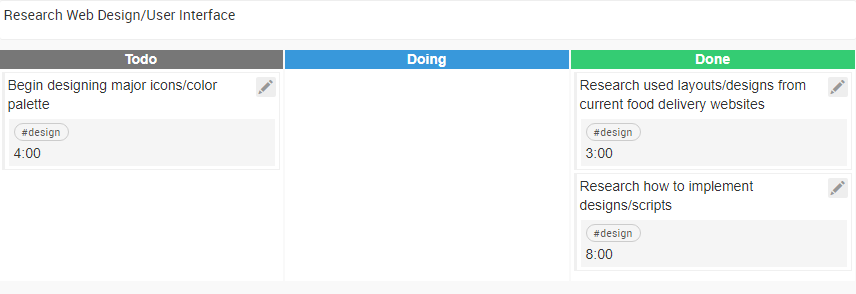 Research Web Design/User Interface
Todo
Doing
Done
Begin designing major icons/color
palette
#design
4:00
Research used layouts/designs from
current food delivery websites
#design
3:00
Research how to implement
designs/scripts
#design
8:00